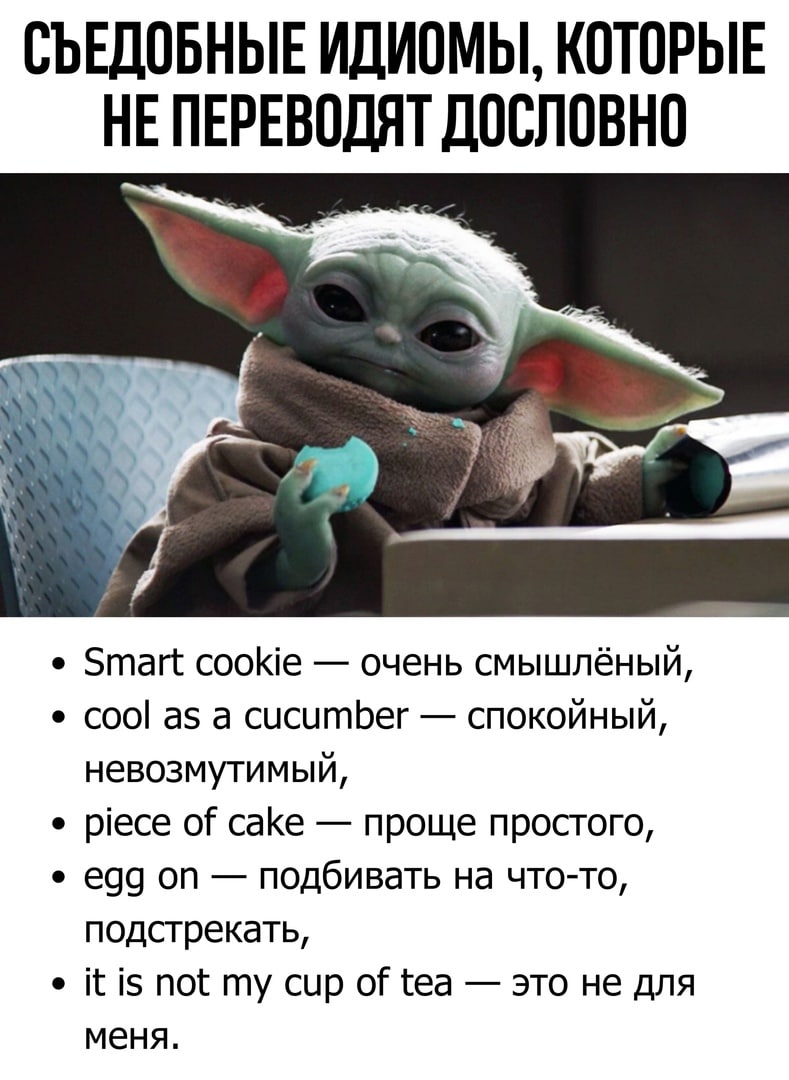 СЪЕДОБНЫЕ ИДИОМЫ, КОТОРЫЕ
НЕ ПЕРЕВОДЯТ ДОСЛОВНО
• Smart cookie — очень смышлёный,
• cool as a cucumber — спокойный,
невозмутимый,
• piece of cake — проще простого,
• egg on — подбивать на что-то,
подстрекать,
• it is not my cup of tea — это не для
меня.